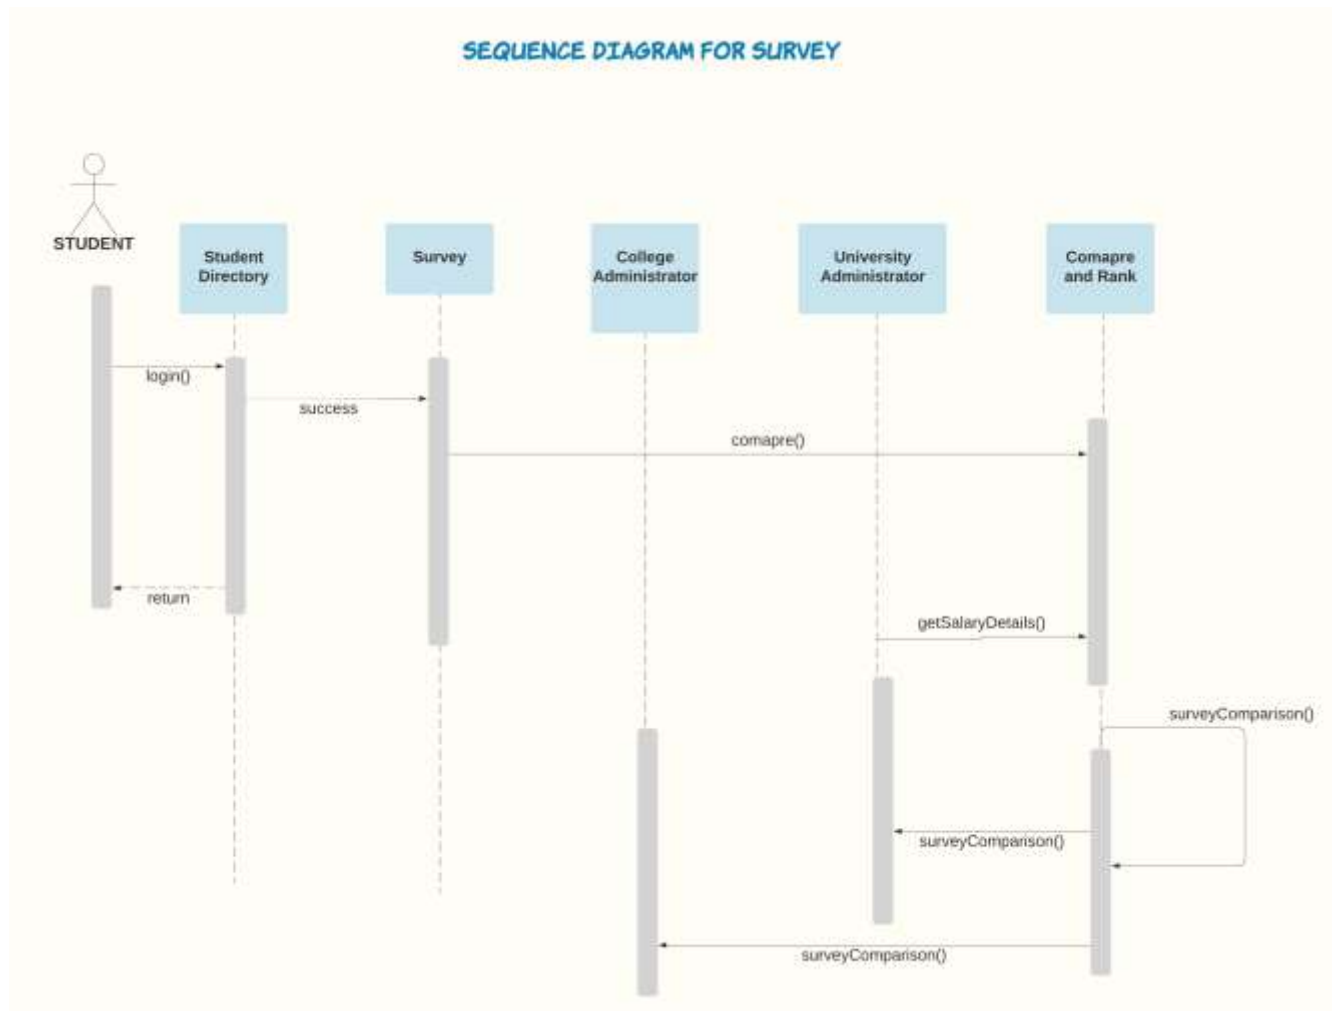 SEQUENCE DIAGRAM FOR SURVEY
STUDENT
Student
Directory
Survey
College
Administrator
University
Administrator
Comapre
and Rank
login()
success
comapre()
return
getSalaryDetails()
surveyComparison()
surveyComparison()
surveyComparison()